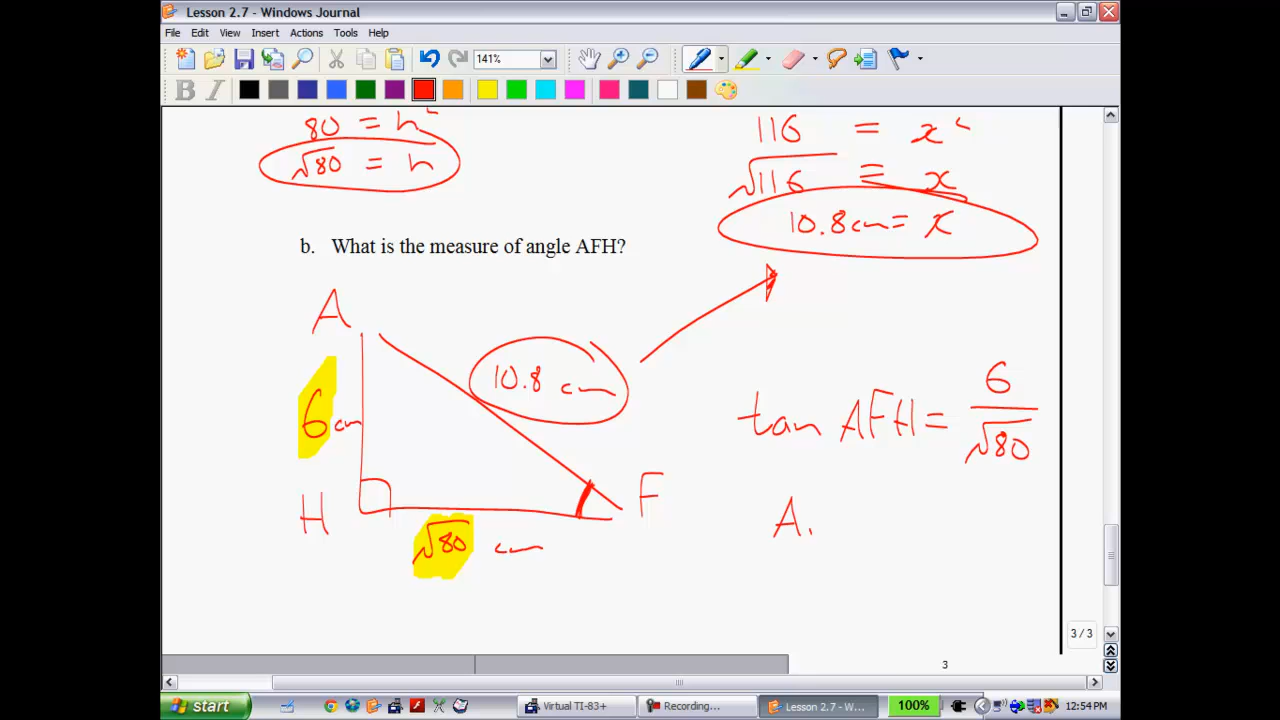 Lesson 2.7 - Windows Journal
File Edit View Insert Actions Tools Help
141%
B I
80 = h²
√80 = h
116 = x²
√116 = x
10.8 cm = x
b. What is the measure of angle AFH?
A
10.8 cm
6 cm
tan AFH = 6/√80
H
F
√80 cm
A.
3 / 3
3
start
Virtual TI-83+
Recording...
Lesson 2.7 - W...
100%
12:54 PM